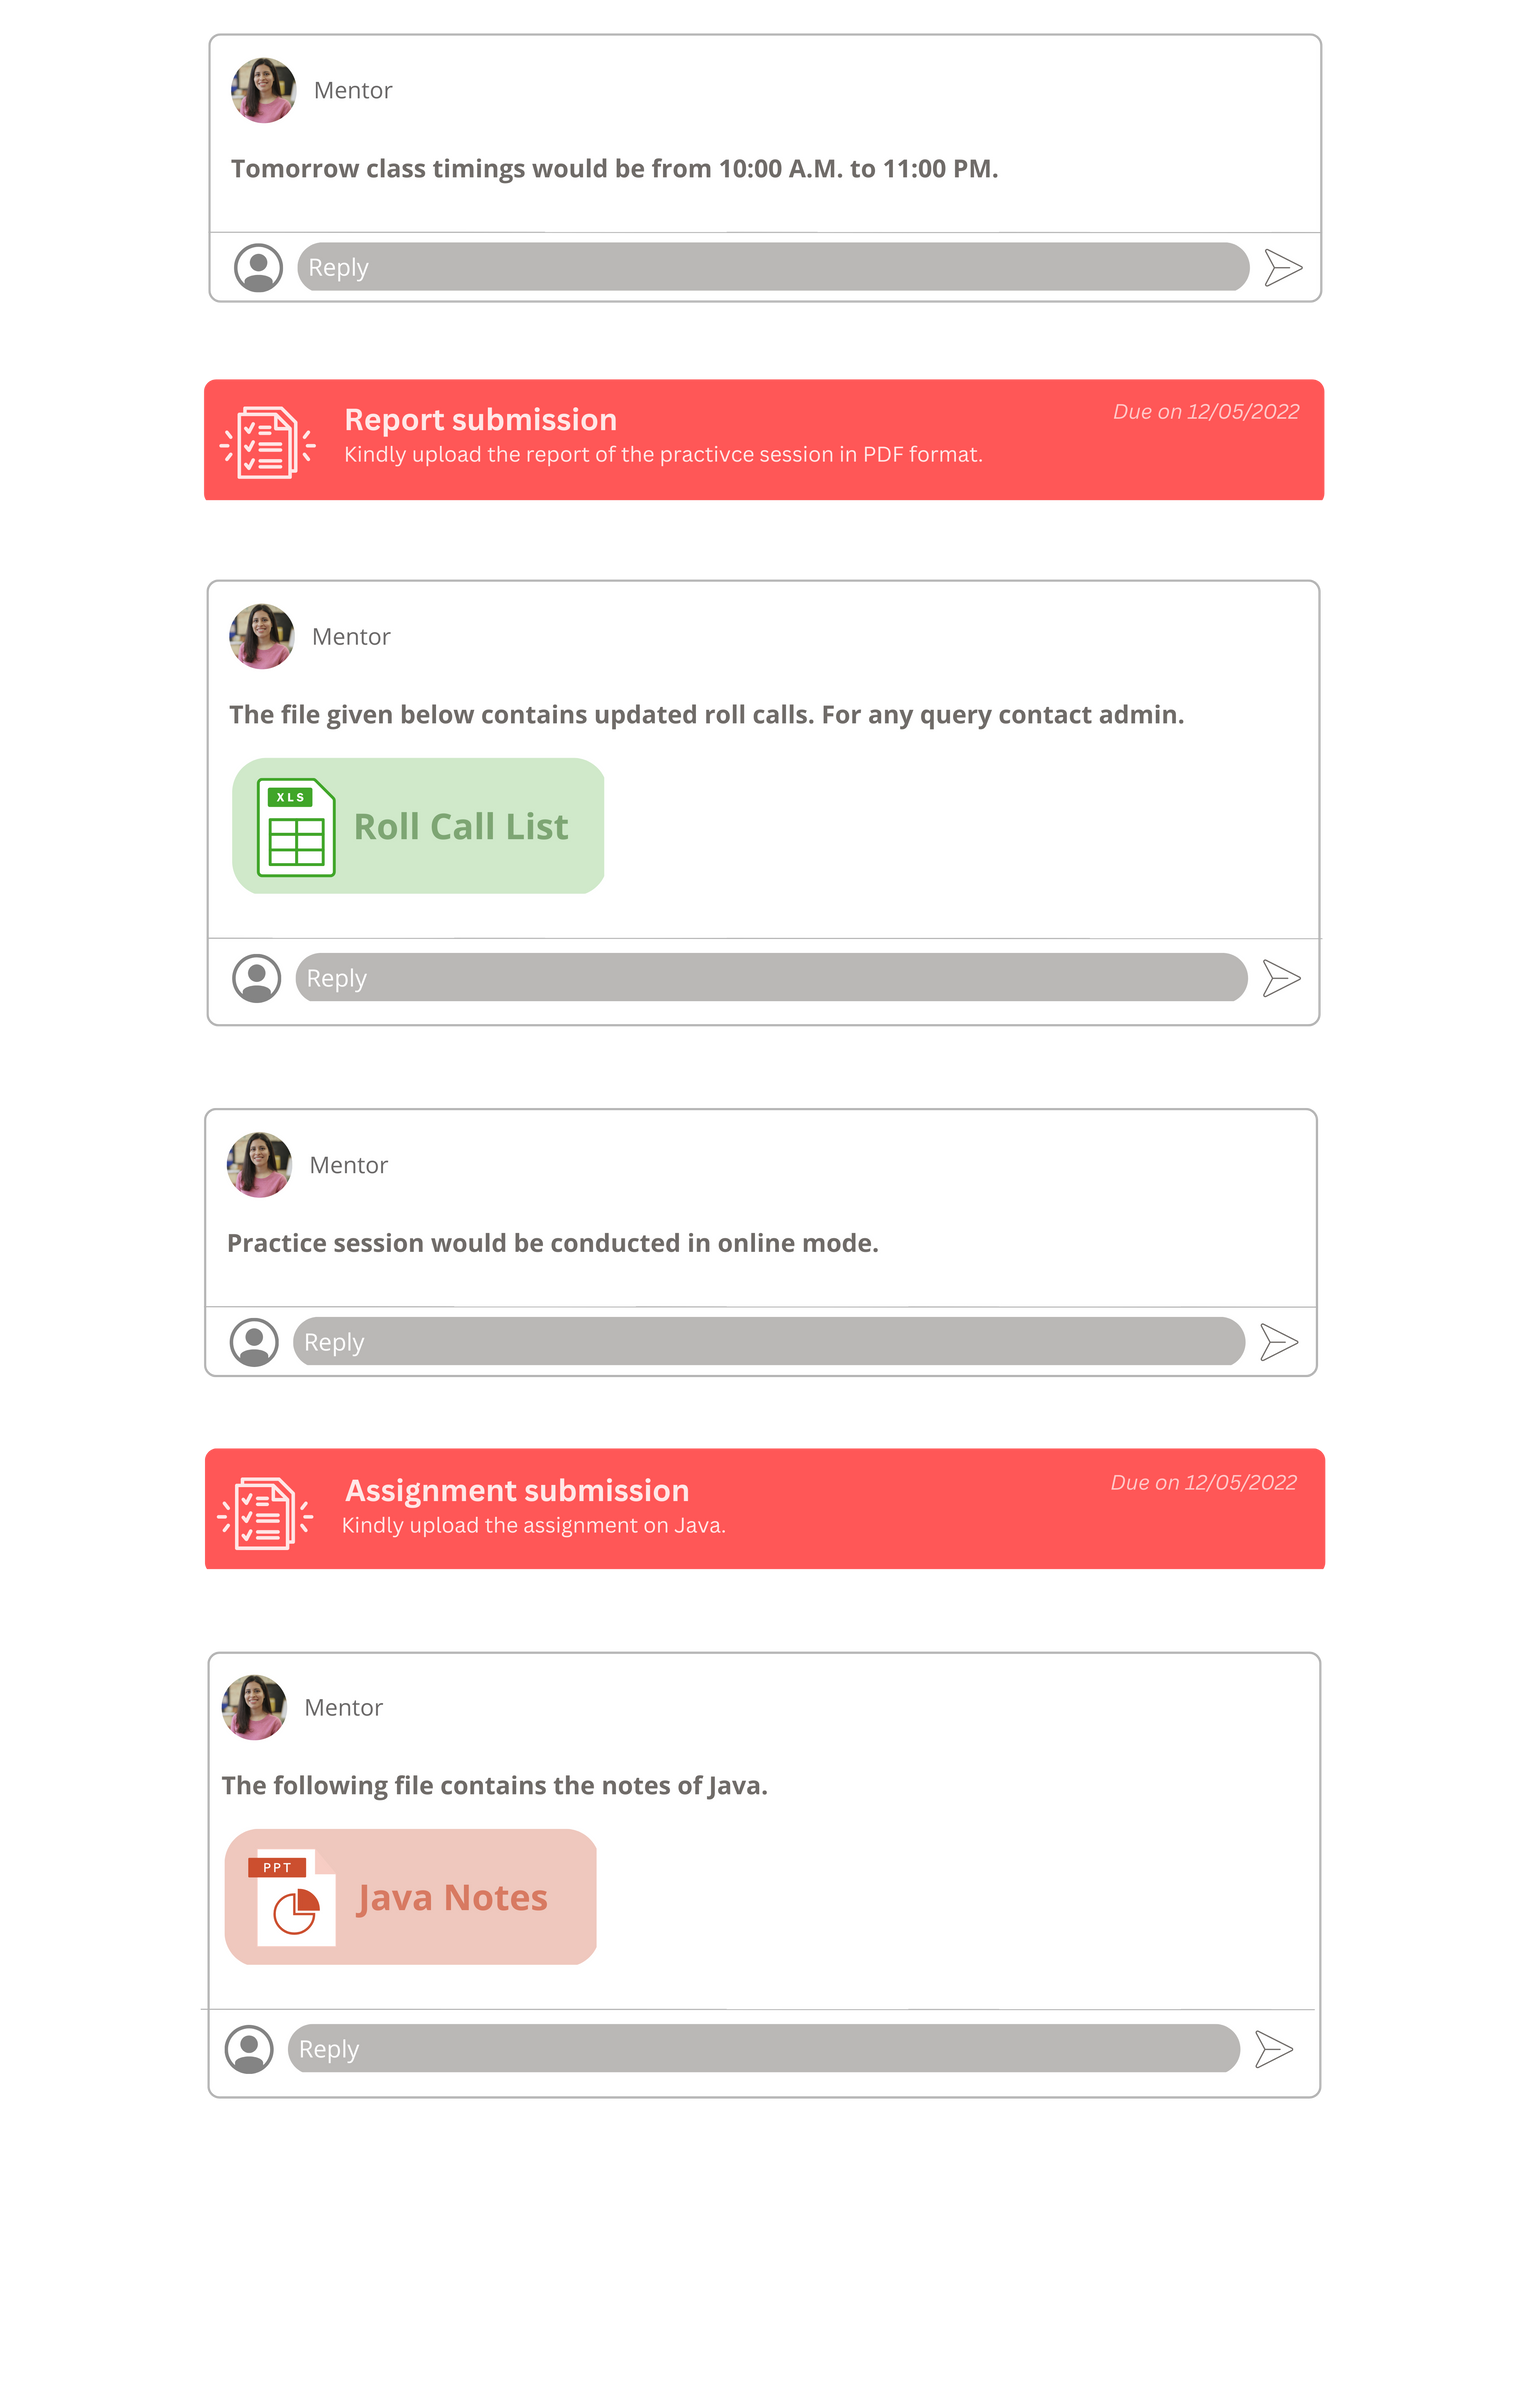 Mentor
Tomorrow class timings would be from 10:00 A.M. to 11:00 PM.
Reply
Report submission
Due on 12/05/2022
Kindly upload the report of the practivce session in PDF format.
Mentor
The file given below contains updated roll calls. For any query contact admin.
XLS
Roll Call List
Reply
Mentor
Practice session would be conducted in online mode.
Reply
Assignment submission
Due on 12/05/2022
Kindly upload the assignment on Java.
Mentor
The following file contains the notes of Java.
PPT
Java Notes
Reply